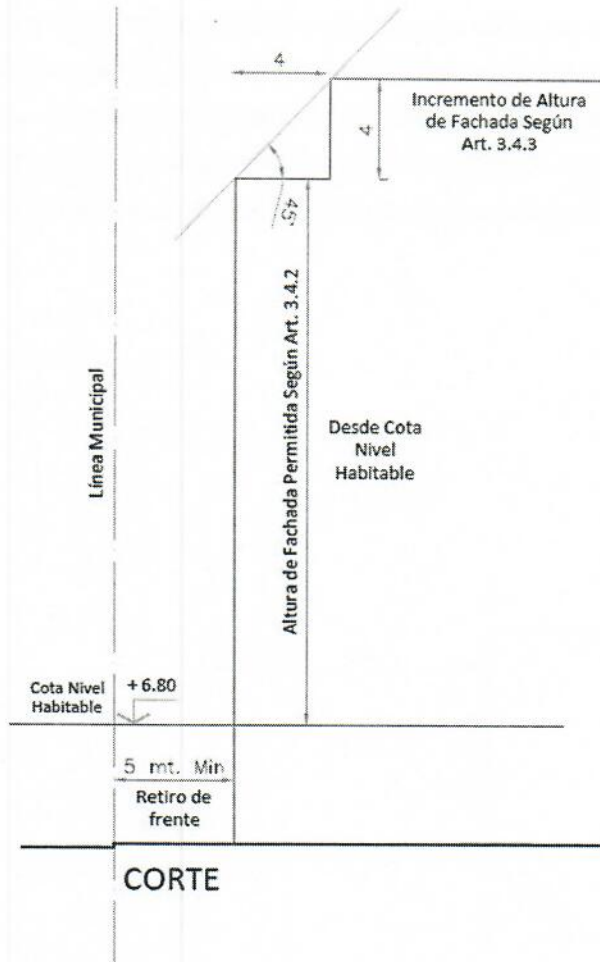 4
Incremento de Altura
de Fachada Según
Art. 3.4.3
4
45°
Altura de Fachada Permitida Según Art. 3.4.2
Línea Municipal
Desde Cota
Nivel
Habitable
Cota Nivel
Habitable
+ 6.80
5 mt. Min
Retiro de
frente
CORTE